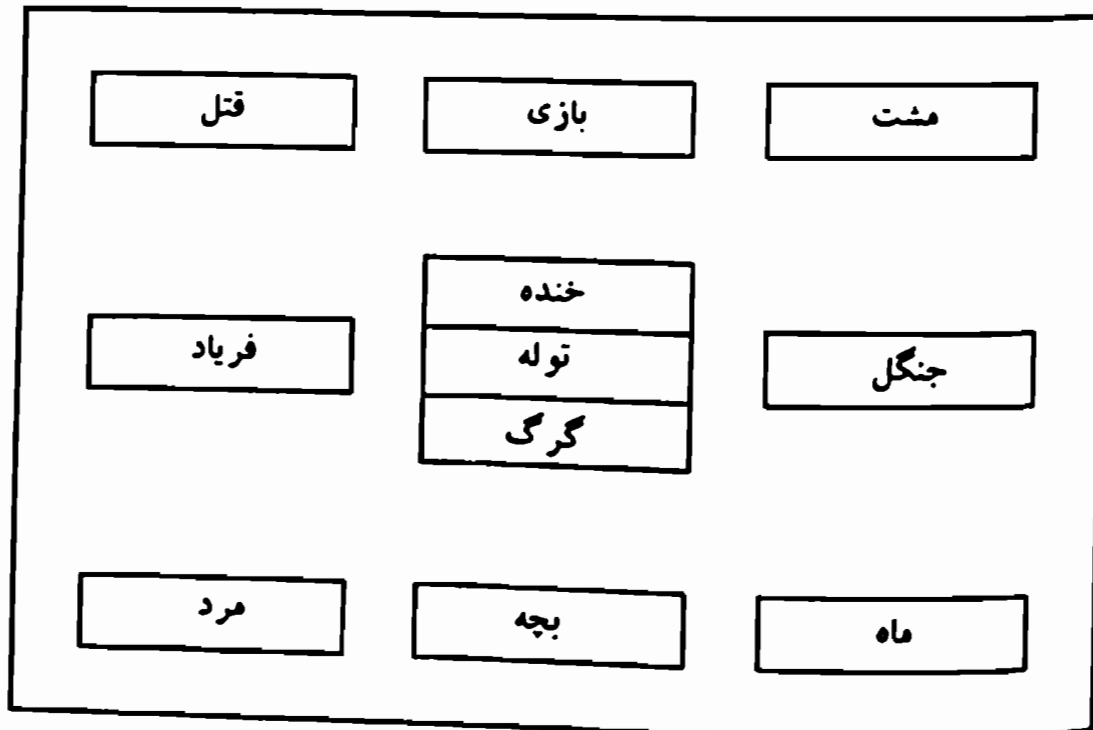 مشت
بازی
قتل
خنده
توله
گرگ
جنگل
فریاد
ماه
بچه
مرد